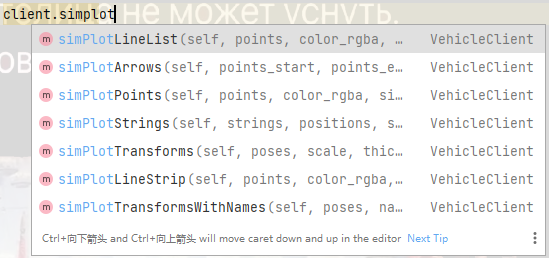 толице не может уснуть.
client.simplot
simPlotLineList(self, points, color_rgba, … VehicleClient
simPlotArrows(self, points_start, points_e… VehicleClient
simPlotPoints(self, points, color_rgba, si… VehicleClient
simPlotStrings(self, strings, positions, s… VehicleClient
simPlotTransforms(self, poses, scale, thic… VehicleClient
simPlotLineStrip(self, points, color_rgba,… VehicleClient
simPlotTransformsWithNames(self, poses, na… VehicleClient
Ctrl+向下箭头 and Ctrl+向上箭头 will move caret down and up in the editor Next Tip